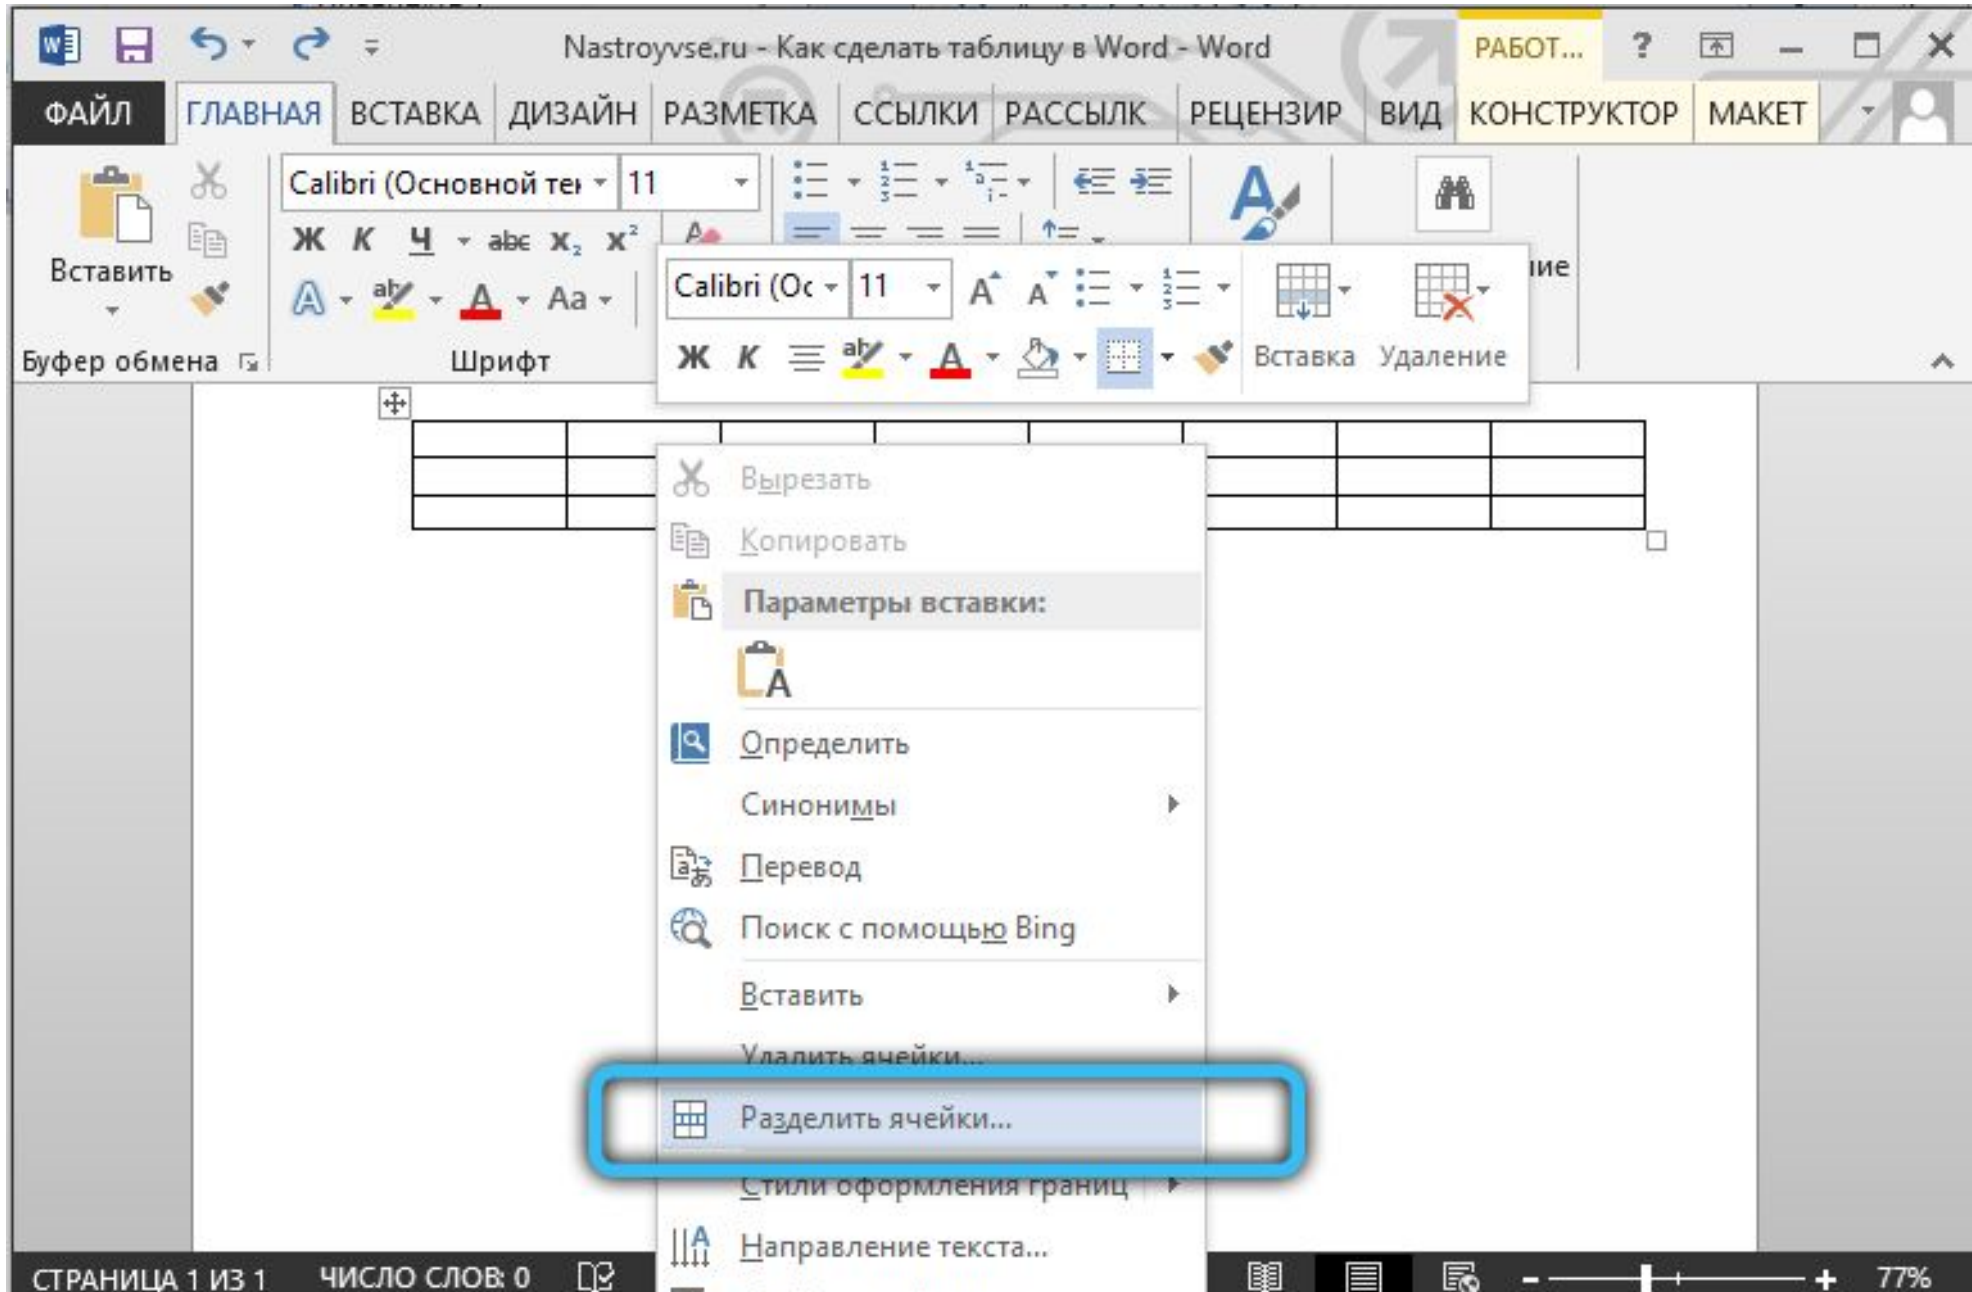 Nastroyvse.ru - Как сделать таблицу в Word - Word
РАБОТ... ?
ФАЙЛ ГЛАВНАЯ ВСТАВКА ДИЗАЙН РАЗМЕТКА ССЫЛКИ РАССЫЛК РЕЦЕНЗИР ВИД КОНСТРУКТОР МАКЕТ
Calibri (Основной тек 11
Ж К Ч abc X₂ X²
Вставить
Aa
Буфер обмена
Шрифт
ние
Calibri (Ос 11
Ж К
Вставка Удаление
Вырезать
Копировать
Параметры вставки:
Определить
Синонимы
Перевод
Поиск с помощью Bing
Вставить
Удалить ячейки...
Разделить ячейки...
Стили оформления границ
Направление текста...
СТРАНИЦА 1 ИЗ 1 ЧИСЛО СЛОВ: 0
77%